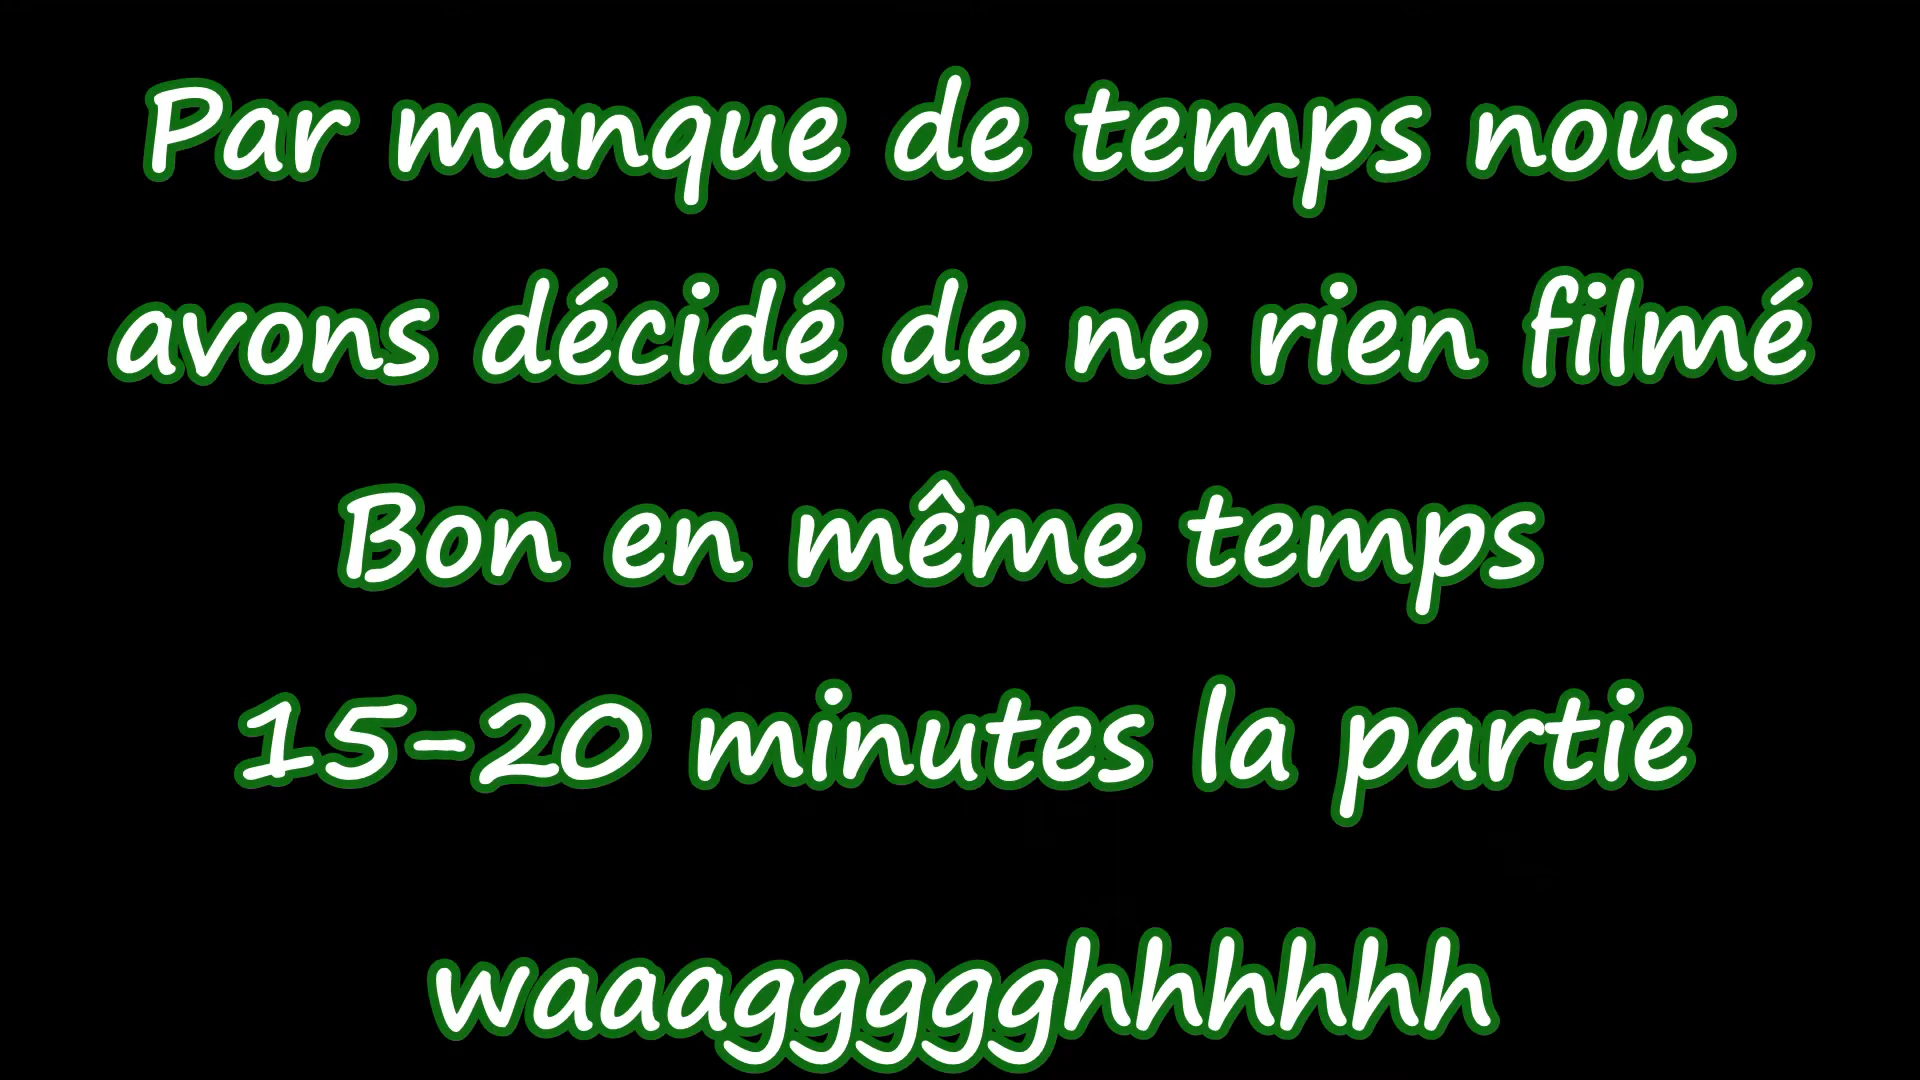 Par manque de temps nous
avons décidé de ne rien filmé
Bon en même temps
15-20 minutes la partie
waaaggggghhhhhh